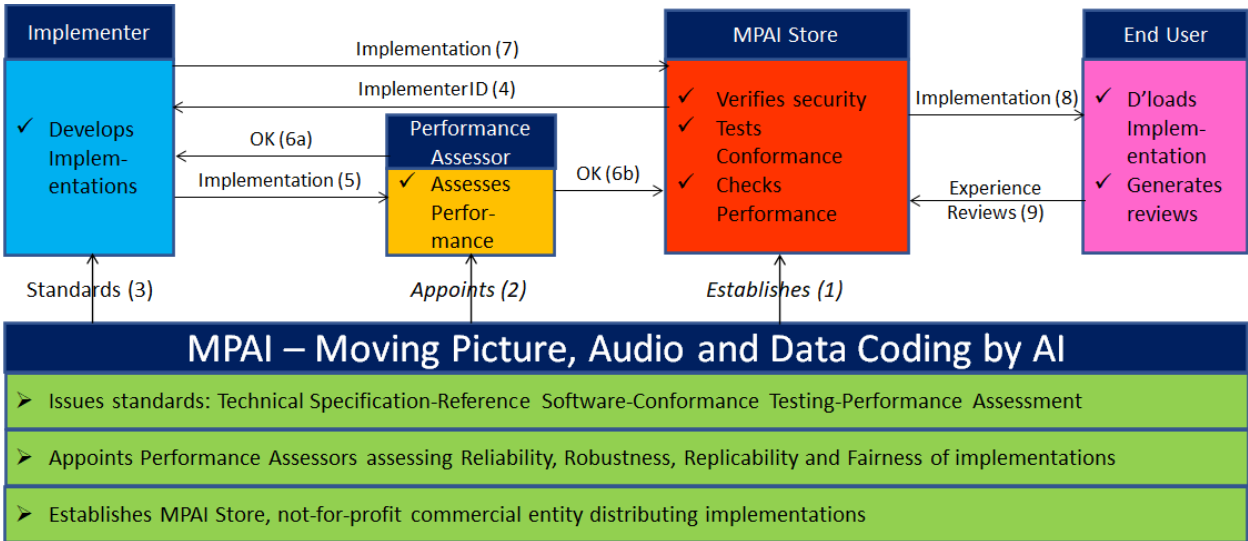 Implementer
MPAI Store
End User
Implementation (7)
ImplementerID (4)
OK (6a)
Implementation (5)
✓ Develops
Implem-
entations
Performance
Assessor
✓ Assesses
Perfor-
mance
OK (6b)
✓ Verifies security
✓ Tests
Conformance
✓ Checks
Performance
Implementation (8)
Experience
Reviews (9)
✓ D’loads
Implem-
entation
✓ Generates
reviews
Standards (3)
Appoints (2)
Establishes (1)
MPAI – Moving Picture, Audio and Data Coding by AI
➢ Issues standards: Technical Specification-Reference Software-Conformance Testing-Performance Assessment
➢ Appoints Performance Assessors assessing Reliability, Robustness, Replicability and Fairness of implementations
➢ Establishes MPAI Store, not-for-profit commercial entity distributing implementations